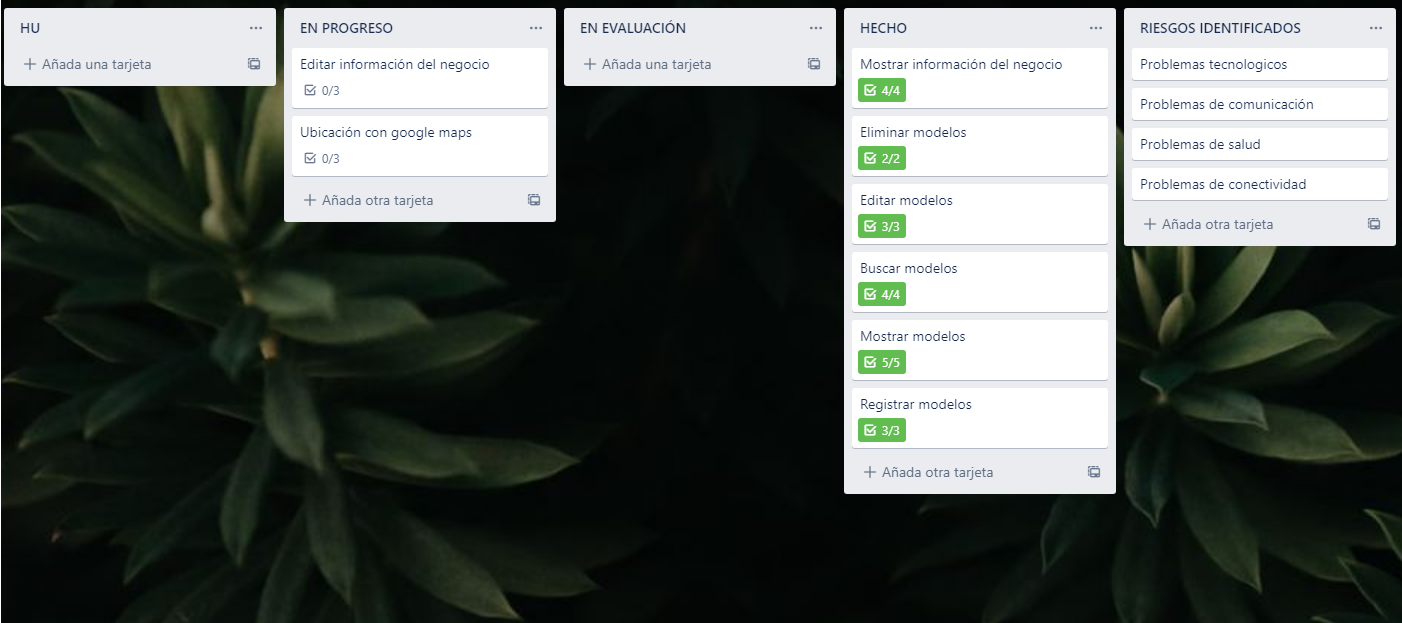 HU
Añada una tarjeta
EN PROGRESO
Editar información del negocio
0/3
Ubicación con google maps
0/3
Añada otra tarjeta
EN EVALUACIÓN
Añada una tarjeta
HECHO
Mostrar información del negocio
4/4
Eliminar modelos
2/2
Editar modelos
3/3
Buscar modelos
4/4
Mostrar modelos
5/5
Registrar modelos
3/3
Añada otra tarjeta
RIESGOS IDENTIFICADOS
Problemas tecnologicos
Problemas de comunicación
Problemas de salud
Problemas de conectividad
Añada otra tarjeta